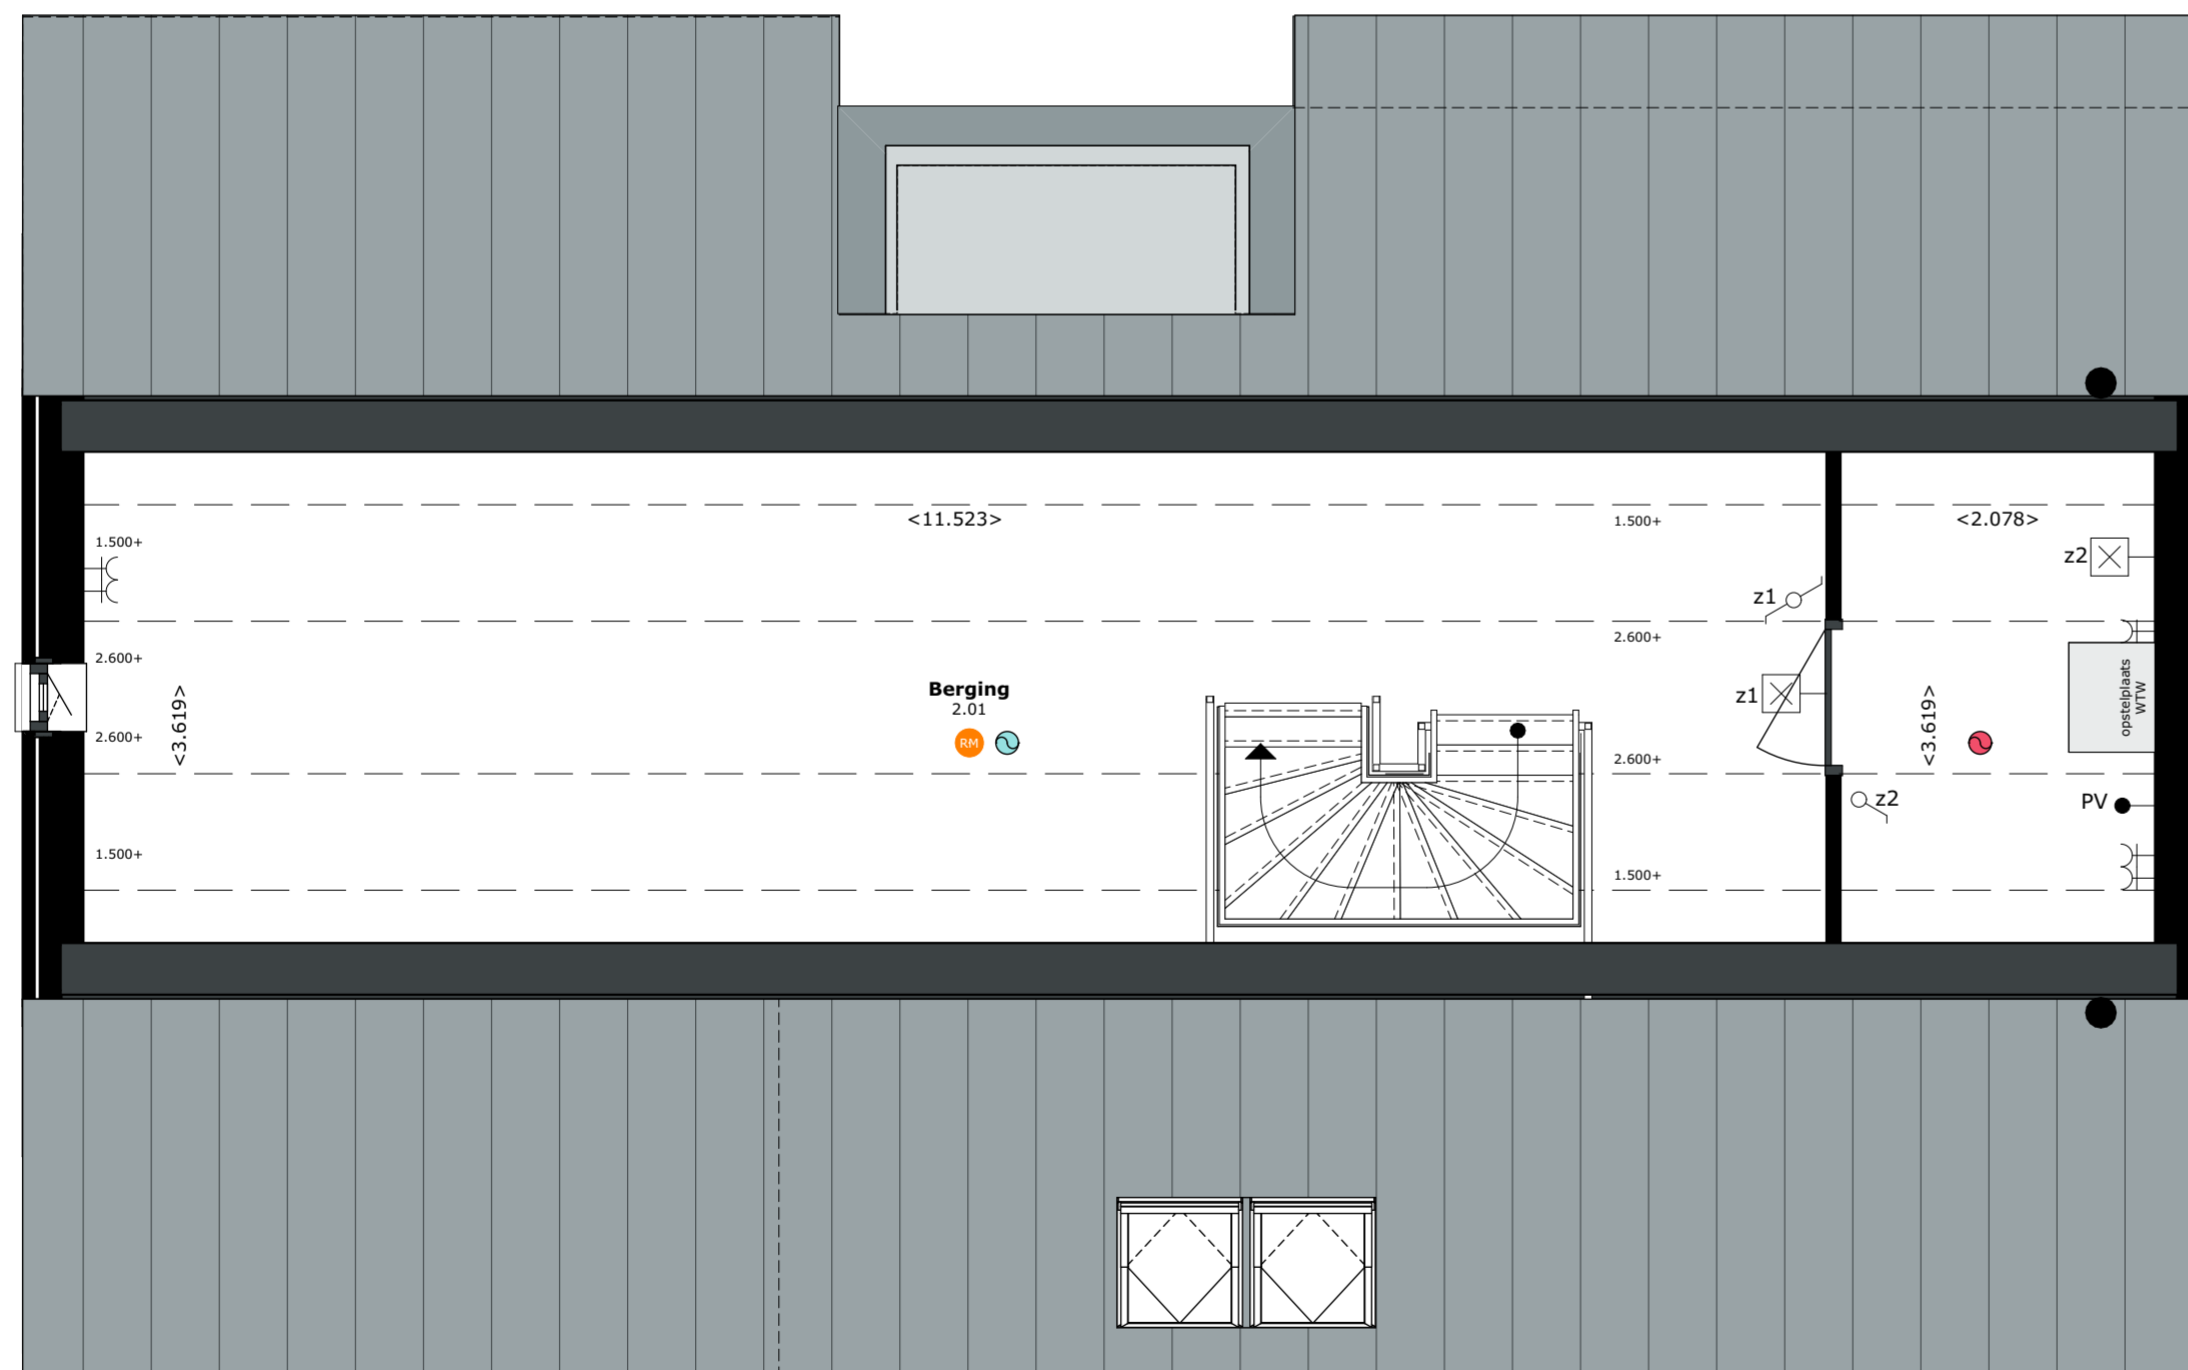 <11.523>
1.500+
<2.078>
1.500+
z2
z1
2.600+
2.600+
opstelplaats
WTW
Berging
2.01
z1
<3.619>
<3.619>
2.600+
RM
2.600+
z2
PV
1.500+
1.500+